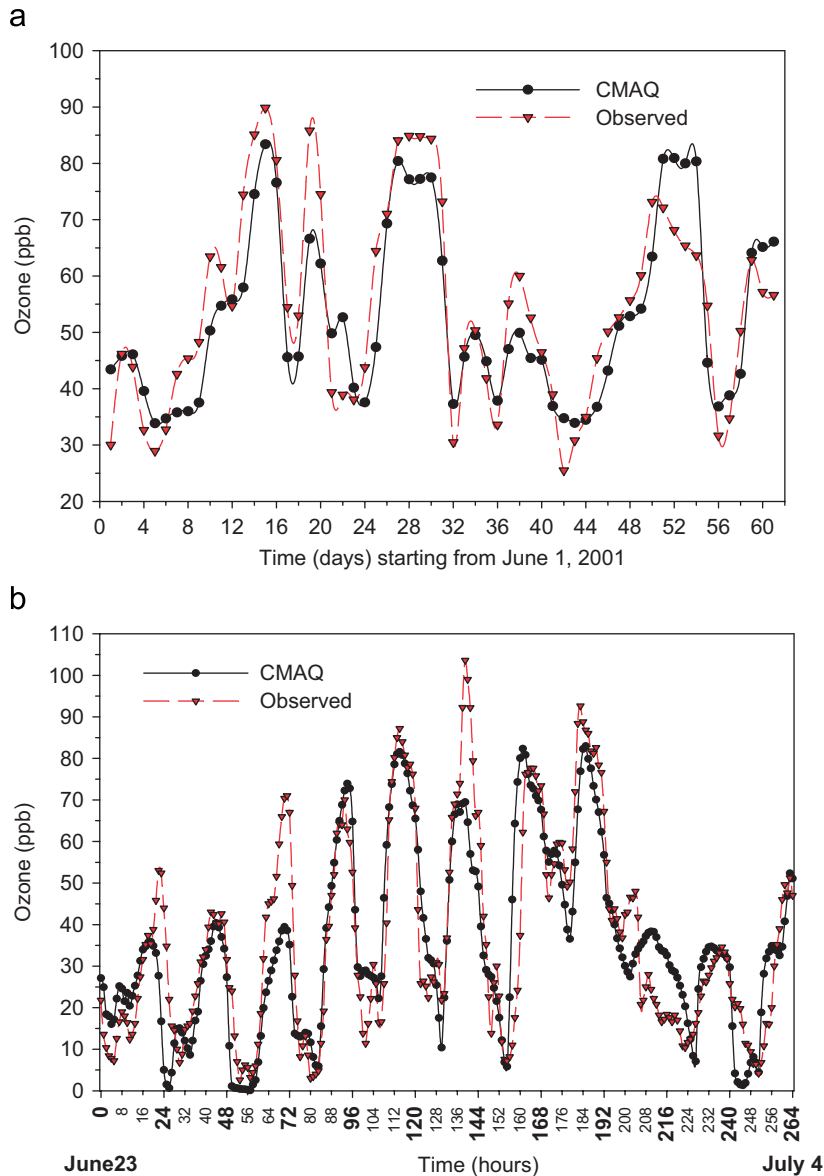 a
100
90
80
70
60
50
40
30
20
Ozone (ppb)
CMAQ
Observed
0 4 8 12 16 20 24 28 32 36 40 44 48 52 56 60
Time (days) starting from June 1, 2001
b
110
100
90
80
70
60
50
40
30
20
10
0
Ozone (ppb)
CMAQ
Observed
0 8 16 24 32 40 48 56 64 72 80 88 96 104 112 120 128 136 144 152 160 168 176 184 192 200 208 216 224 232 240 248 256 264
June23 Time (hours) July 4